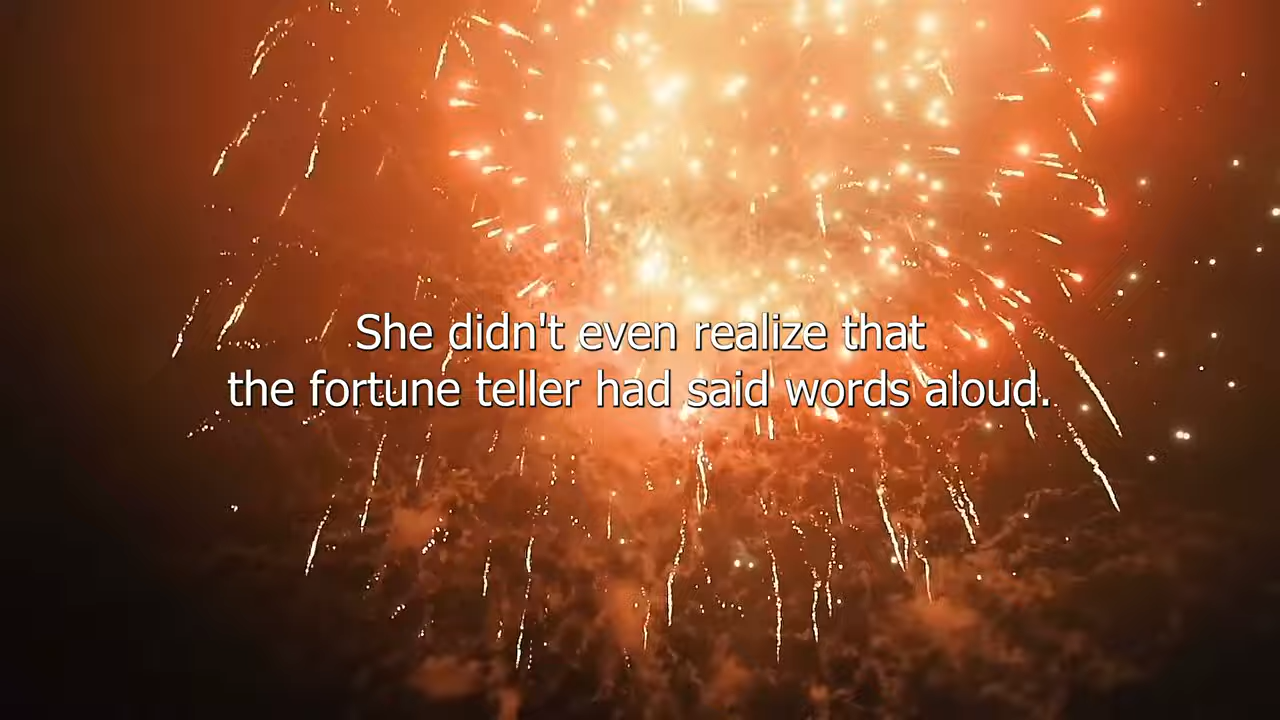 She didn't even realize that
the fortune teller had said words aloud.